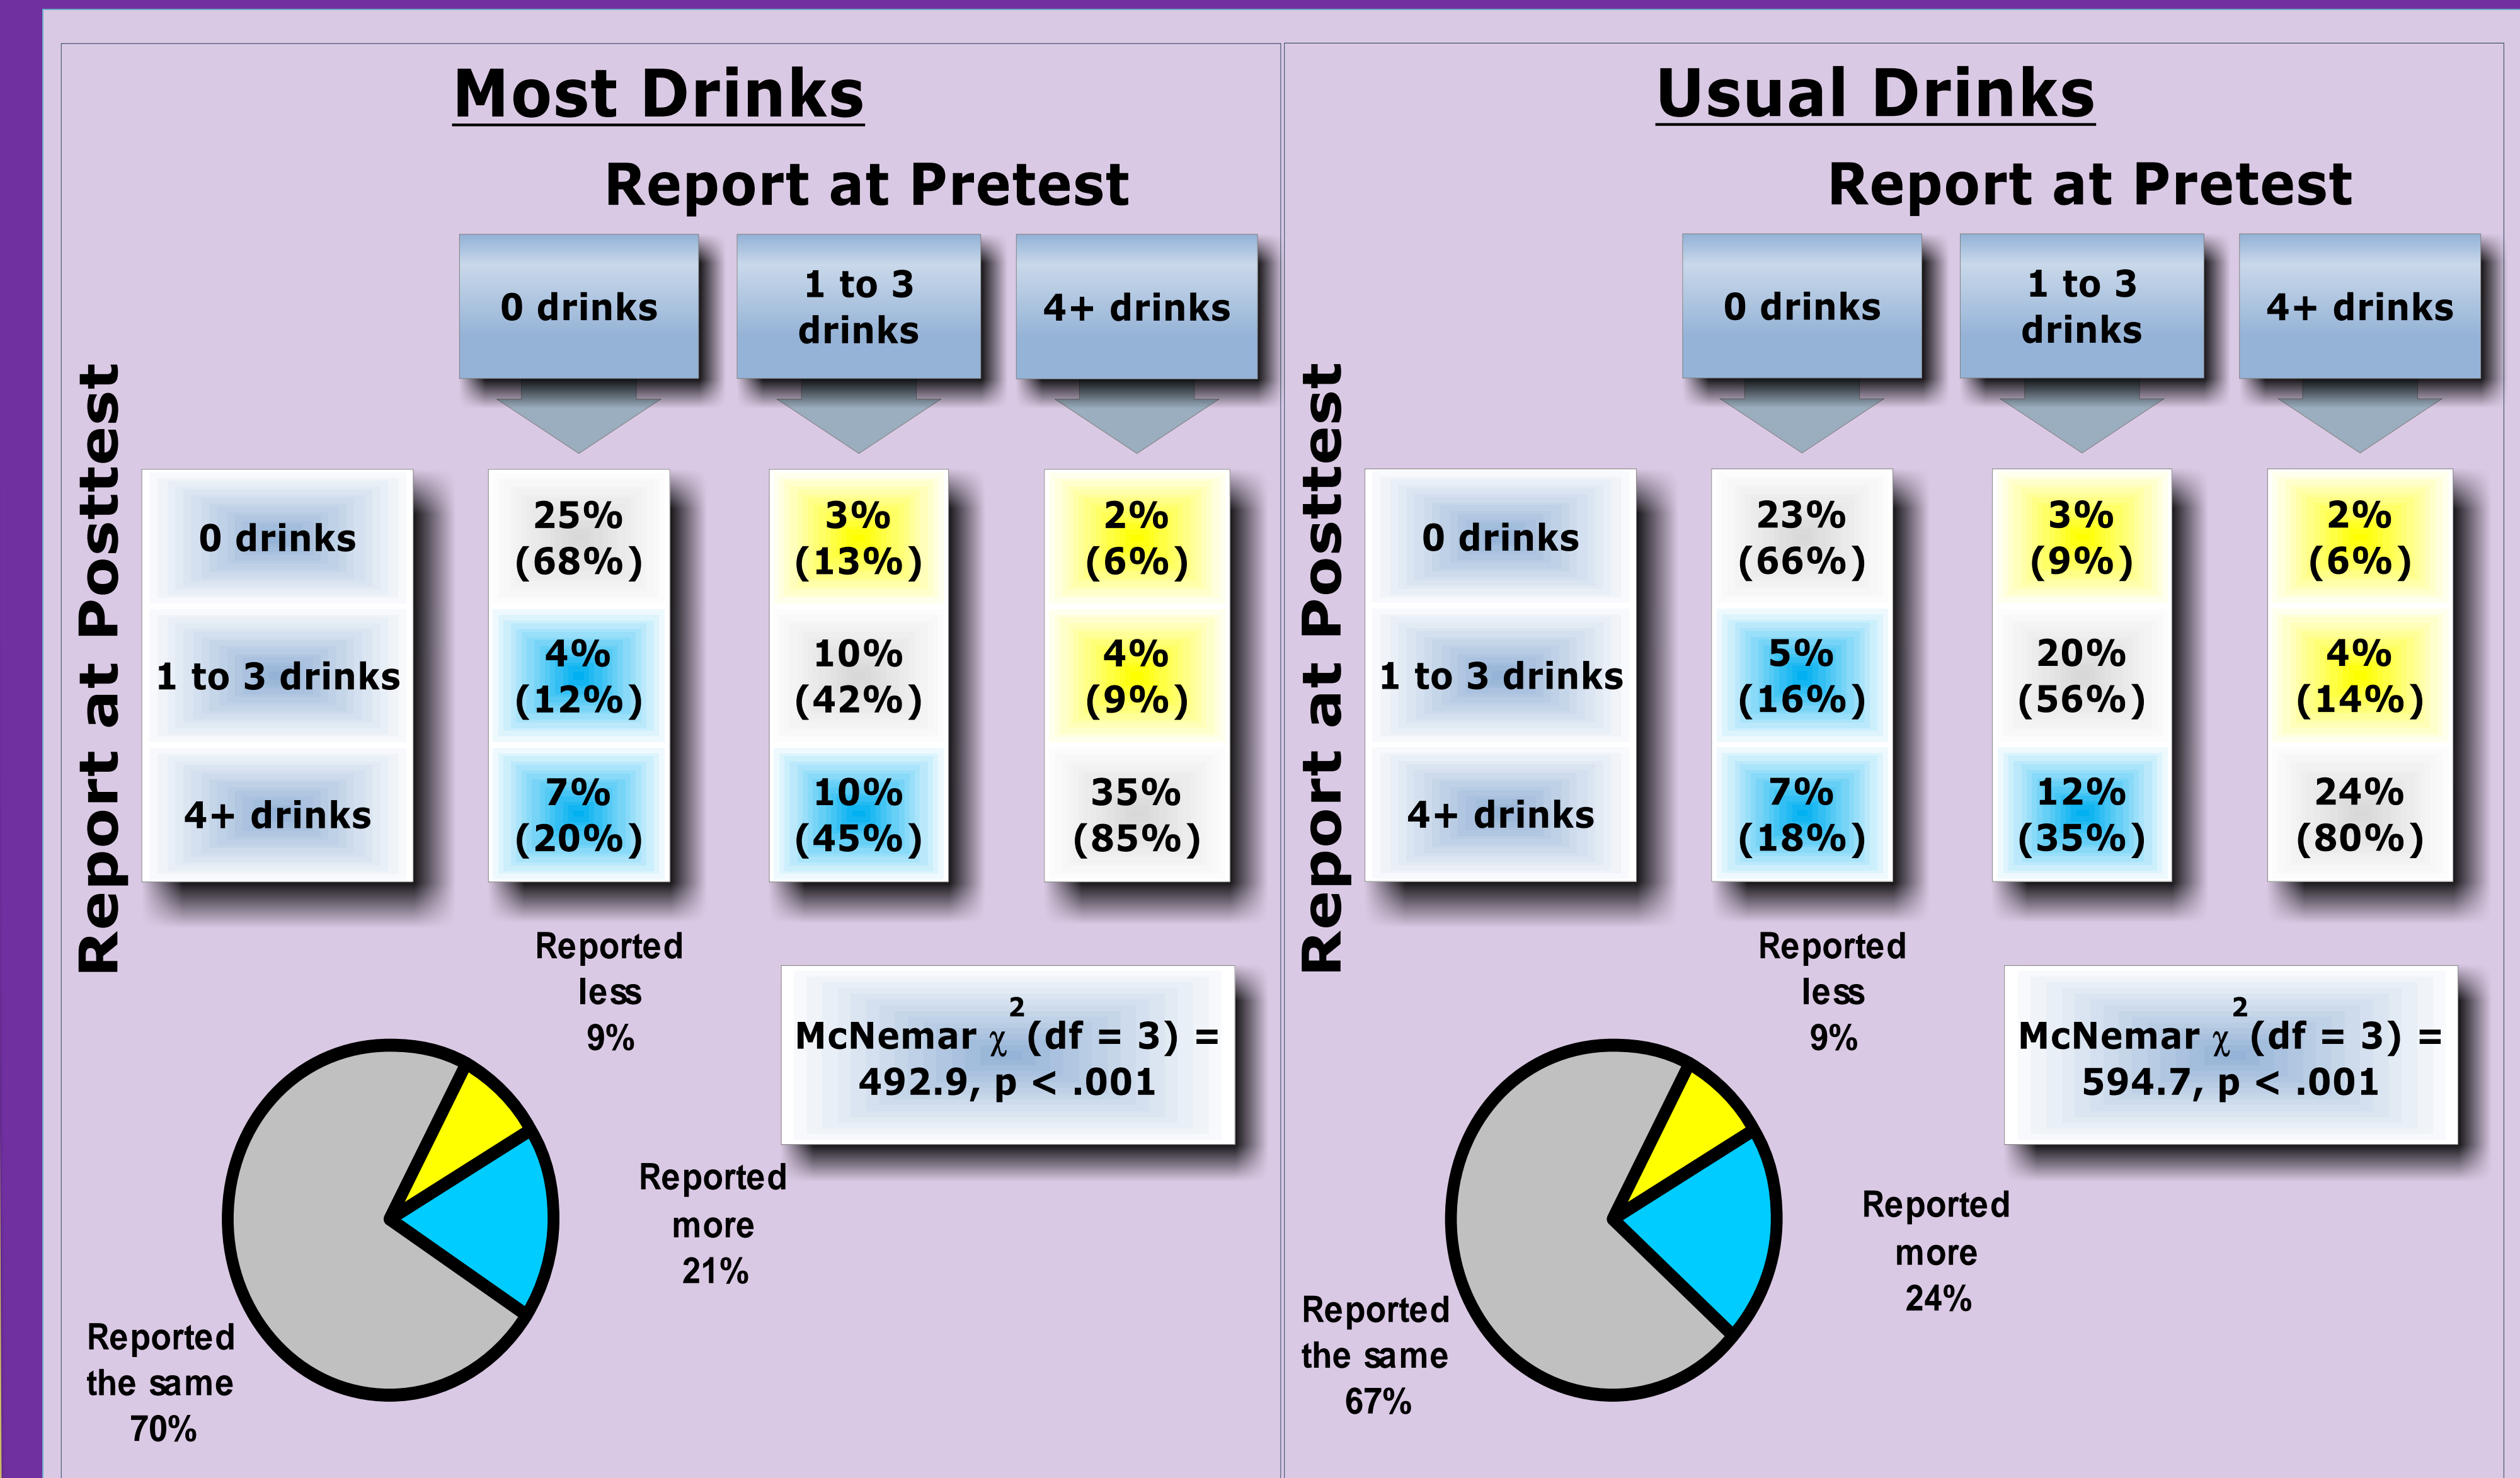 Most Drinks
Report at Pretest
0 drinks
1 to 3
drinks
4+ drinks
Report at Posttest
0 drinks
25%
(68%)
3%
(13%)
2%
(6%)
1 to 3 drinks
4%
(12%)
10%
(42%)
4%
(9%)
4+ drinks
7%
(20%)
10%
(45%)
35%
(85%)
Reported
less
9%
McNemar χ²(df = 3) =
492.9, p < .001
Reported
more
21%
Reported
the same
70%
Usual Drinks
Report at Pretest
0 drinks
1 to 3
drinks
4+ drinks
Report at Posttest
0 drinks
23%
(66%)
3%
(9%)
2%
(6%)
1 to 3 drinks
5%
(16%)
20%
(56%)
4%
(14%)
4+ drinks
7%
(18%)
12%
(35%)
24%
(80%)
Reported
less
9%
McNemar χ²(df = 3) =
594.7, p < .001
Reported
more
24%
Reported
the same
67%